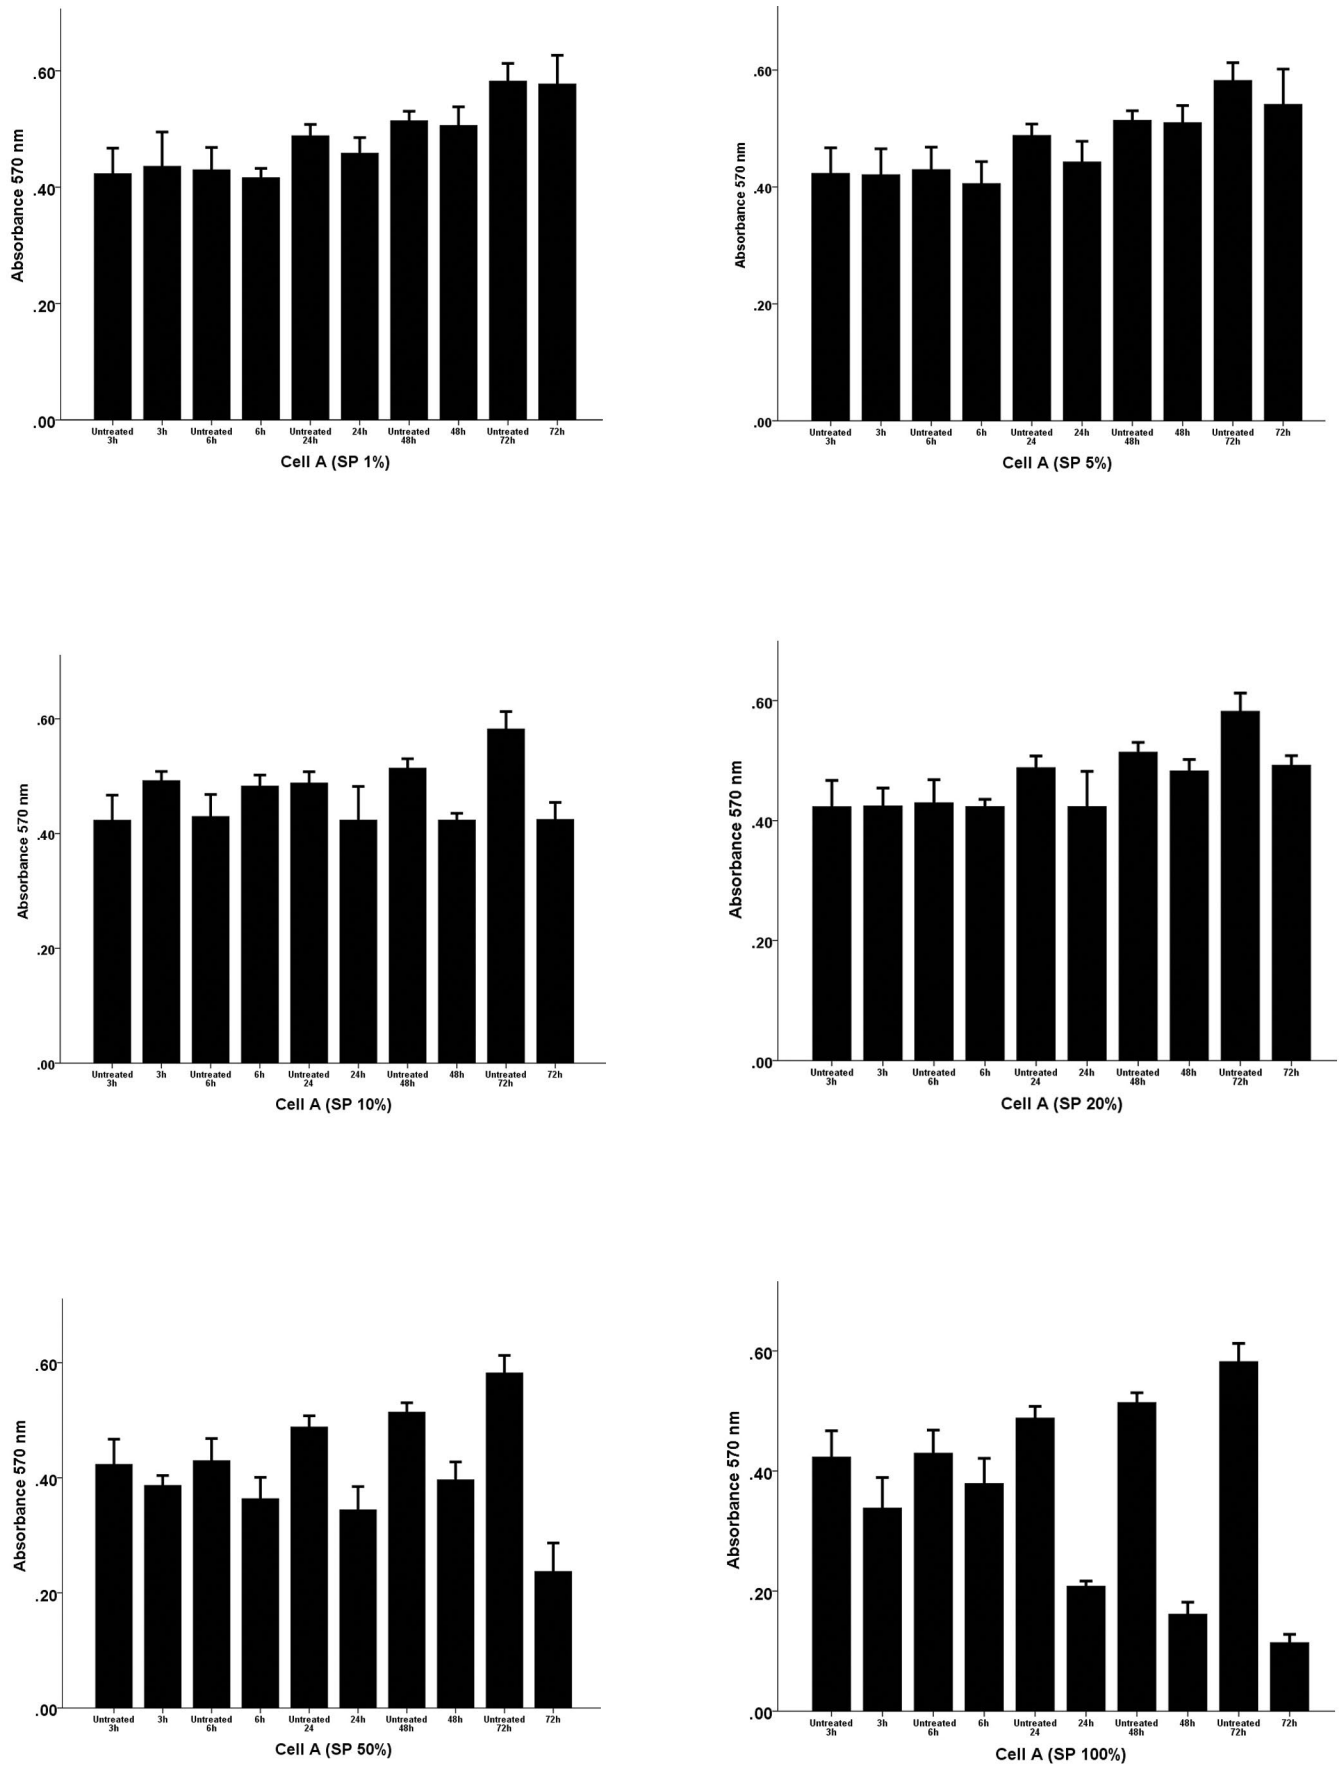 Absorbance 570 nm
.60
.40
.20
.00
Untreated 3h Untreated 6h Untreated 24h Untreated 48h Untreated 72h
3h 6h 24h 48h 72h
Cell A (SP 1%)
Absorbance 570 nm
.60
.40
.20
.00
Untreated 3h Untreated 6h Untreated 24h Untreated 48h Untreated 72h
3h 6h 24 48h 72h
Cell A (SP 5%)
Absorbance 570 nm
.60
.40
.20
.00
Untreated 3h Untreated 6h Untreated 24h Untreated 48h Untreated 72h
3h 6h 24 48h 72h
Cell A (SP 10%)
Absorbance 570 nm
.60
.40
.20
.00
Untreated 3h Untreated 6h Untreated 24h Untreated 48h Untreated 72h
3h 6h 24 48h 72h
Cell A (SP 20%)
Absorbance 570 nm
.60
.40
.20
.00
Untreated 3h Untreated 6h Untreated 24h Untreated 48h Untreated 72h
3h 6h 24 48h 72h
Cell A (SP 50%)
Absorbance 570 nm
.60
.40
.20
.00
Untreated 3h Untreated 6h Untreated 24h Untreated 48h Untreated 72h
3h 6h 24 48h 72h
Cell A (SP 100%)